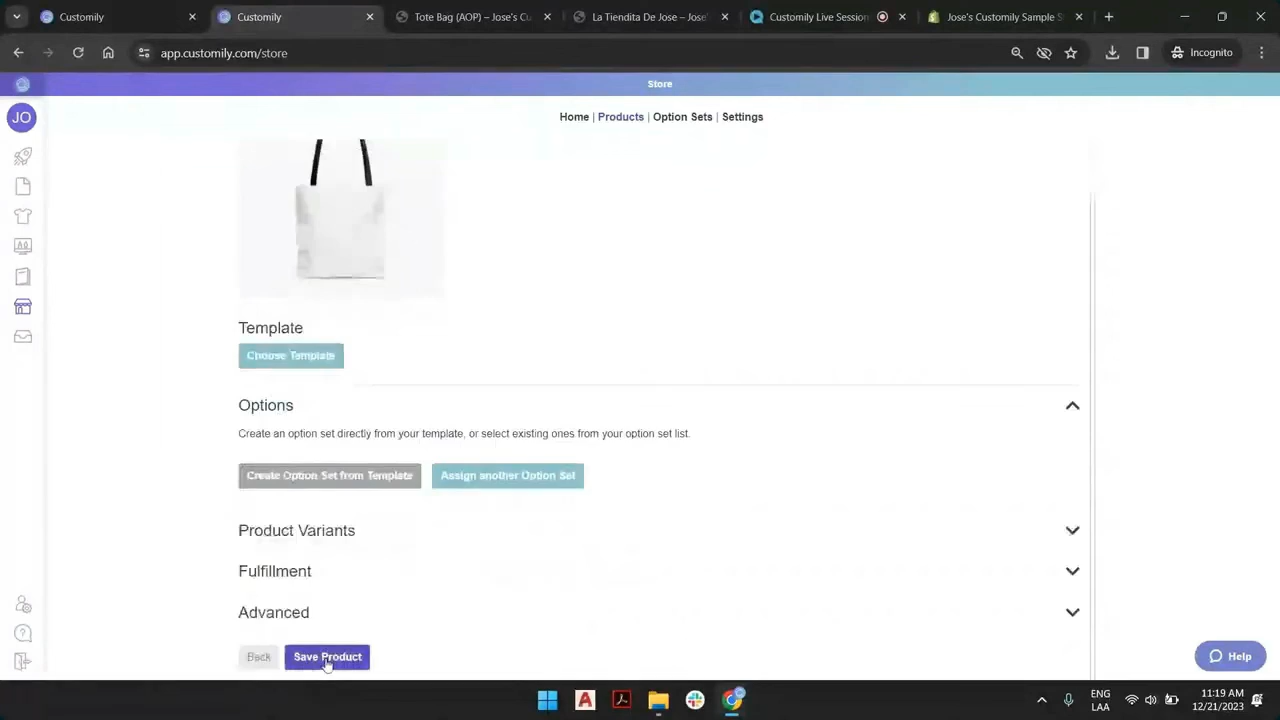 Customily
Customily
Tote Bag (AOP) – Jose's Cu
La Tiendita De Jose – Jose'
Customily Live Session
Jose's Customily Sample S
app.customily.com/store
Incognito
Store
JO
Home | Products | Option Sets | Settings
Template
Choose Template
Options
Create an option set directly from your template, or select existing ones from your option set list.
Create Option Set from Template
Assign another Option Set
Product Variants
Fulfillment
Advanced
Back
Save Product
Help
ENG
LAA
11:19 AM
12/21/2023